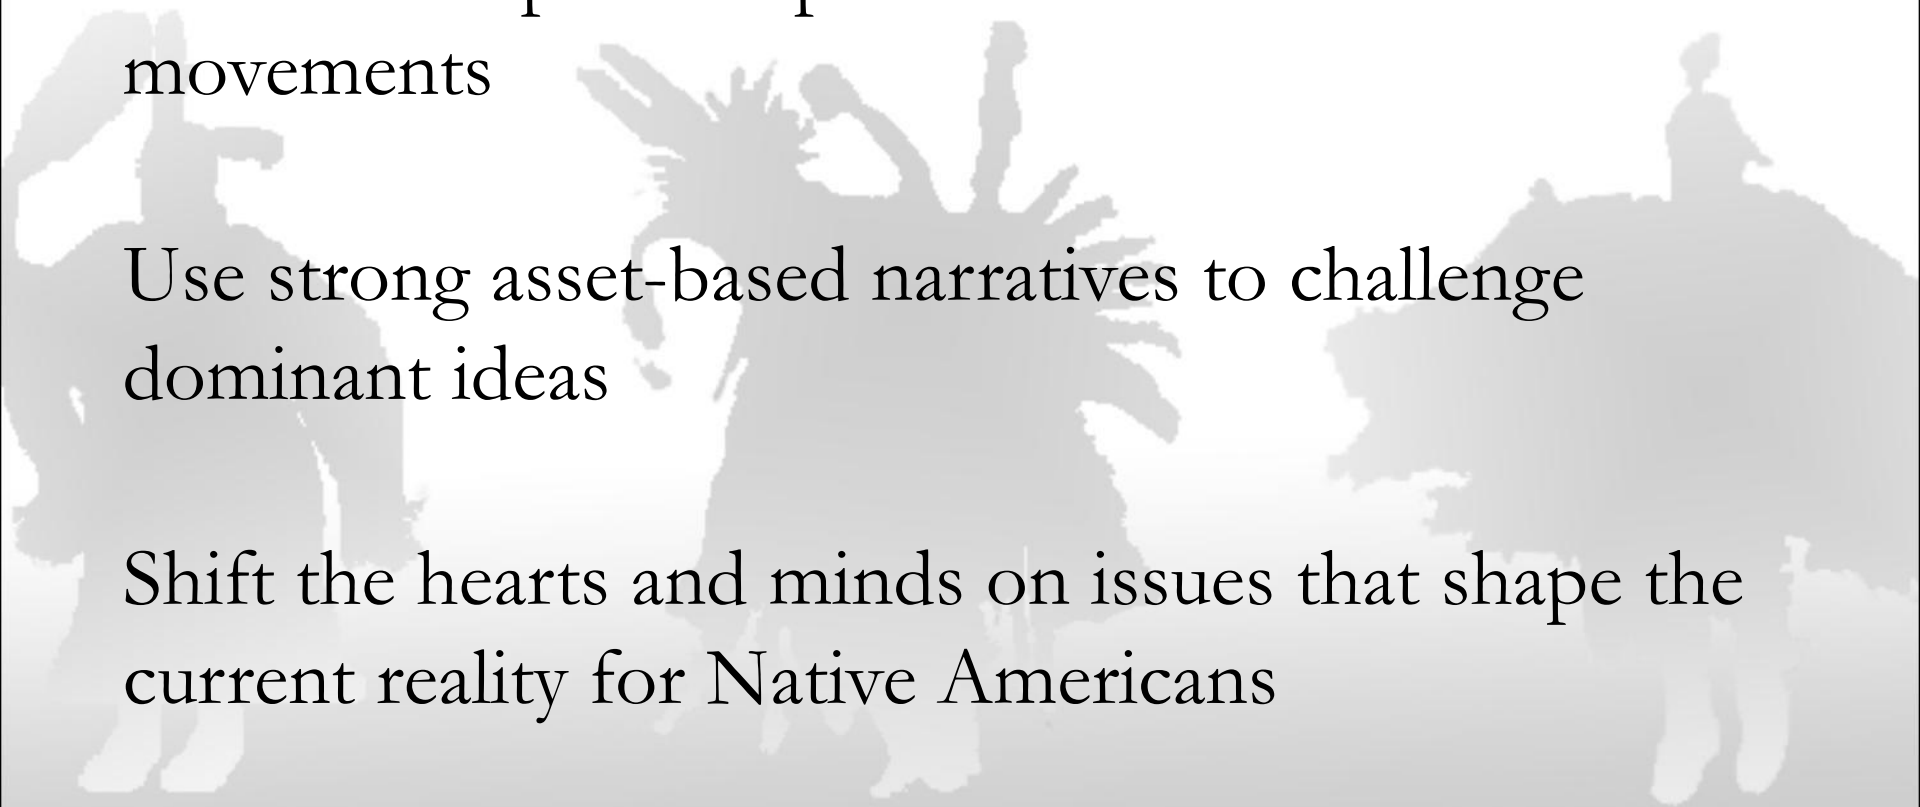 movements
Use strong asset-based narratives to challenge
dominant ideas
Shift the hearts and minds on issues that shape the
current reality for Native Americans